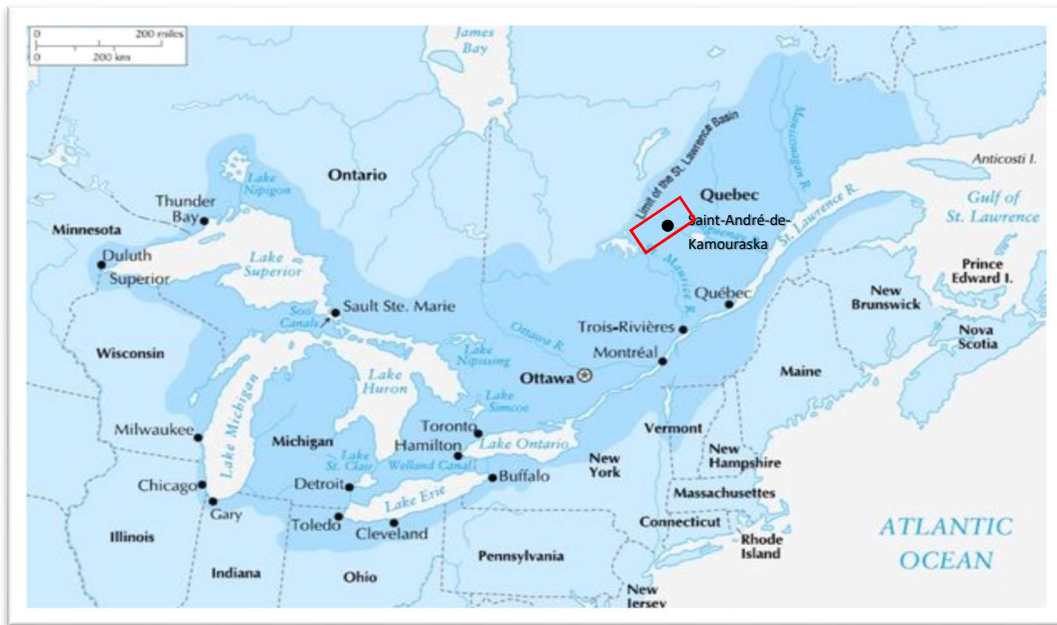 0 200 miles
0 200 km
James
Bay
Limit of the St. Lawrence Basin
Manicouagan R.
Anticosti I.
Gulf of
St. Lawrence
Ontario
Lake
Nipigon
Quebec
Saint-André-de-
Kamouraska
St. Lawrence R.
Thunder
Bay
Minnesota
Duluth
Superior
Lake
Superior
Maurice R.
Prince
Edward I.
New
Brunswick
Québec
Sault Ste. Marie
Soo
Canals
Trois-Rivières
Nova
Scotia
Ottawa R.
Lake
Nipissing
Montréal
Wisconsin
Ottawa
Lake
Huron
Maine
Lake Michigan
Lake
Simcoe
Toronto
Hamilton
Lake Ontario
Vermont
Milwaukee
Michigan
New
Hampshire
Lake
St. Clair
Welland Canal
New
York
Buffalo
Chicago
Detroit
Massachusetts
Gary
Lake Erie
Toledo
Cleveland
Connecticut
Rhode
Island
ATLANTIC
OCEAN
Illinois
Indiana
Ohio
Pennsylvania
New
Jersey